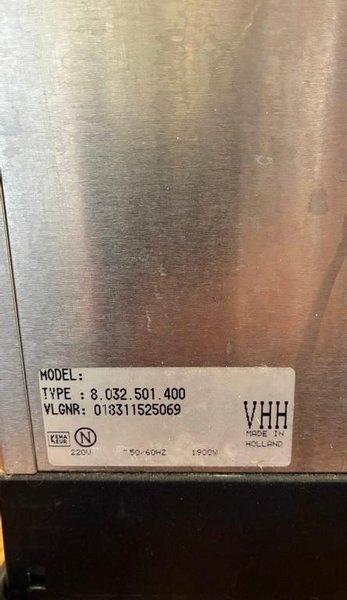 MODEL:
TYPE : 8.032.501.400
VLGNR: 018311525069
VHH
MADE IN
HOLLAND
KEMA
KEUR
N
220V ~50/60HZ 1900W